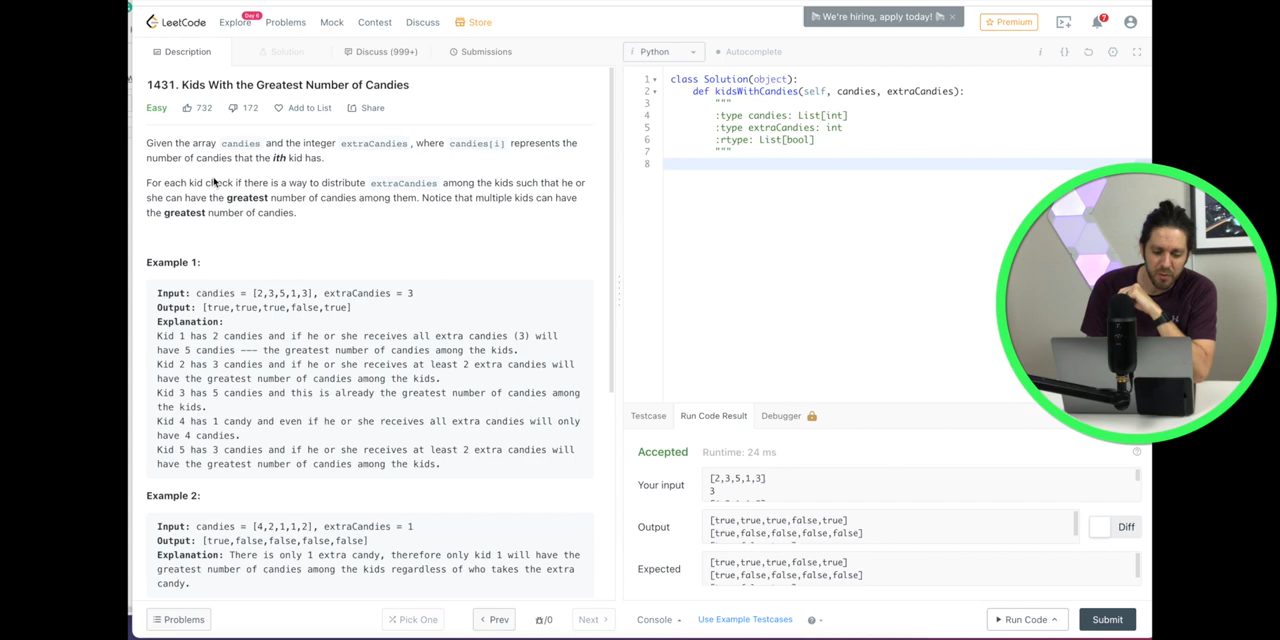 LeetCode Explore Day 6 Problems Mock Contest Discuss Store We're hiring, apply today! × Premium 7
Description Solution Discuss (999+) Submissions
1431. Kids With the Greatest Number of Candies
Easy 732 172 Add to List Share
Given the array candies and the integer extraCandies, where candies[i] represents the
number of candies that the ith kid has.
For each kid check if there is a way to distribute extraCandies among the kids such that he or
she can have the greatest number of candies among them. Notice that multiple kids can have
the greatest number of candies.
Example 1:
Input: candies = [2,3,5,1,3], extraCandies = 3
Output: [true,true,true,false,true]
Explanation:
Kid 1 has 2 candies and if he or she receives all extra candies (3) will
have 5 candies --- the greatest number of candies among the kids.
Kid 2 has 3 candies and if he or she receives at least 2 extra candies will
have the greatest number of candies among the kids.
Kid 3 has 5 candies and this is already the greatest number of candies among
the kids.
Kid 4 has 1 candy and even if he or she receives all extra candies will only
have 4 candies.
Kid 5 has 3 candies and if he or she receives at least 2 extra candies will
have the greatest number of candies among the kids.
Example 2:
Input: candies = [4,2,1,1,2], extraCandies = 1
Output: [true,false,false,false,false]
Explanation: There is only 1 extra candy, therefore only kid 1 will have the
greatest number of candies among the kids regardless of who takes the extra
candy.
Problems Pick One < Prev /0 Next >
i Python Autocomplete i {}
1 class Solution(object):
2 def kidsWithCandies(self, candies, extraCandies):
3 """
4 :type candies: List[int]
5 :type extraCandies: int
6 :rtype: List[bool]
7 """
8
Testcase Run Code Result Debugger
Accepted Runtime: 24 ms
Your input
[2,3,5,1,3]
3
Output
[true,true,true,false,true]
[true,false,false,false,false]
Diff
Expected
[true,true,true,false,true]
[true,false,false,false,false]
Console Use Example Testcases Run Code Submit